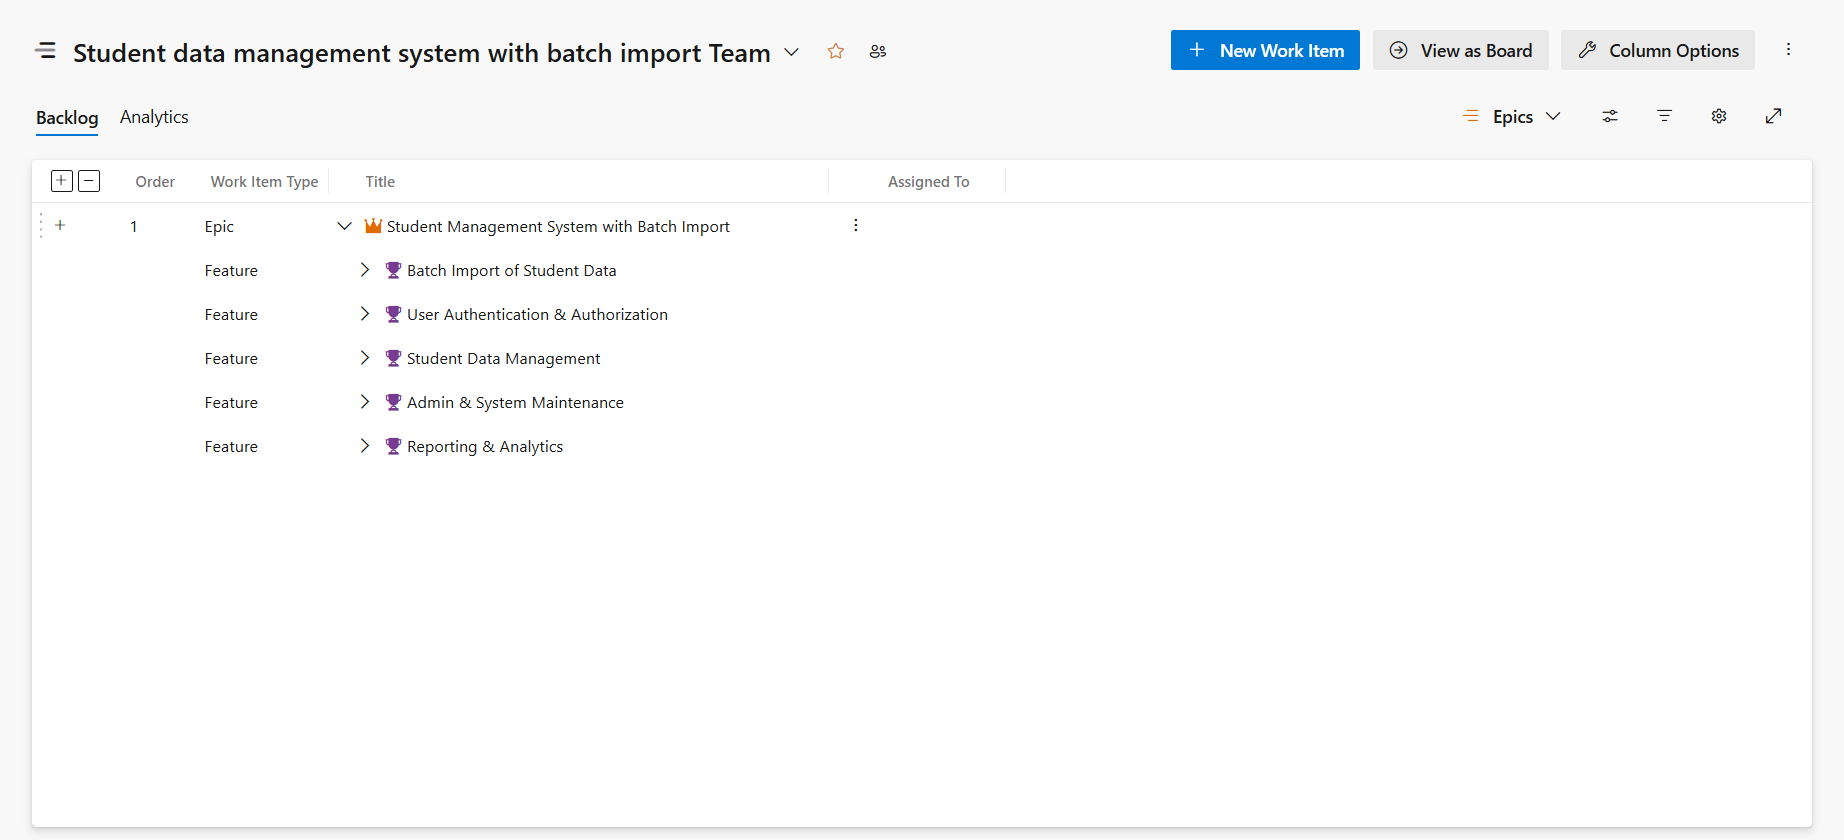 Student data management system with batch import Team
New Work Item
View as Board
Column Options
Backlog
Analytics
Epics
Order Work Item Type Title Assigned To
1 Epic Student Management System with Batch Import
Feature Batch Import of Student Data
Feature User Authentication & Authorization
Feature Student Data Management
Feature Admin & System Maintenance
Feature Reporting & Analytics